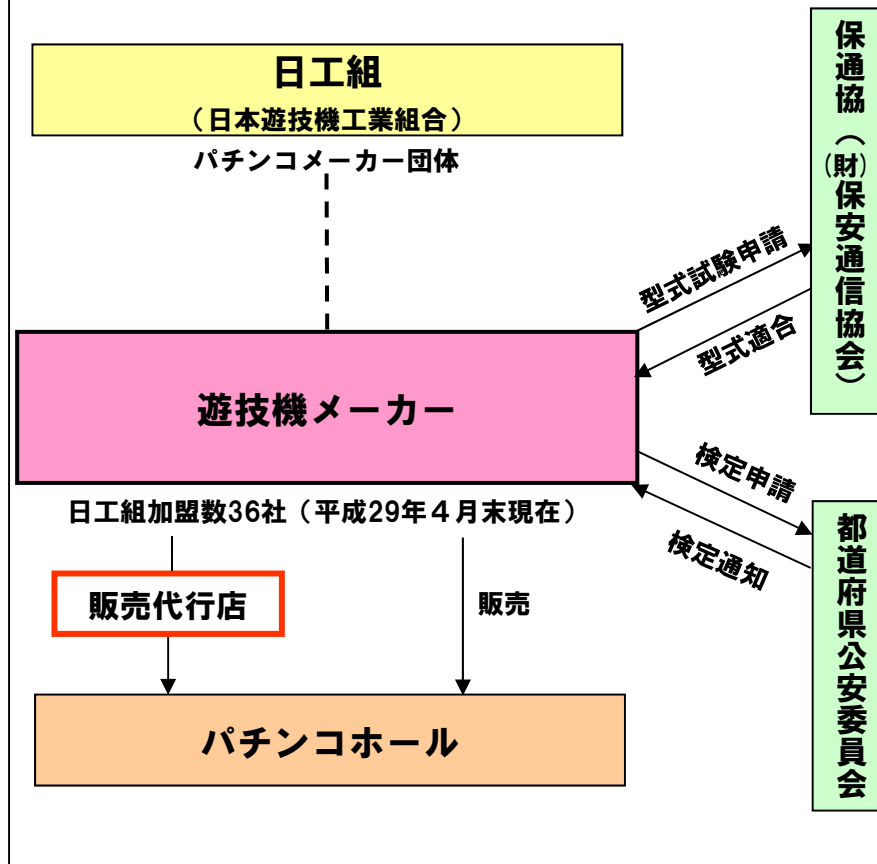 日工組
（日本遊技機工業組合）
パチンコメーカー団体
保通協（(財)保安通信協会）
型式試験申請
型式適合
遊技機メーカー
検定申請
検定通知
日工組加盟数36社（平成29年４月末現在）
販売代行店
販売
都道府県公安委員会
パチンコホール